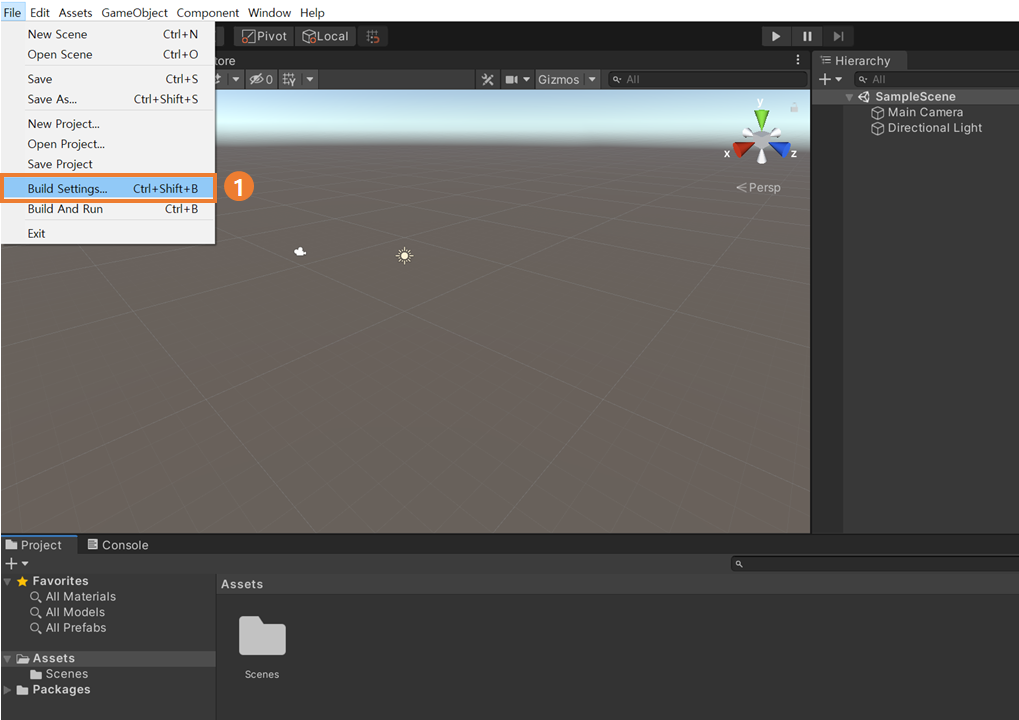 File Edit Assets GameObject Component Window Help
New Scene Ctrl+N
Open Scene Ctrl+O
Save Ctrl+S
Save As... Ctrl+Shift+S
New Project...
Open Project...
Save Project
Build Settings... Ctrl+Shift+B
1
Build And Run Ctrl+B
Exit
Pivot Local
tore
0 Gizmos All
y
x z
Persp
Hierarchy
All
SampleScene
Main Camera
Directional Light
Project Console
Favorites
All Materials
All Models
All Prefabs
Assets
Scenes
Packages
Assets
Scenes